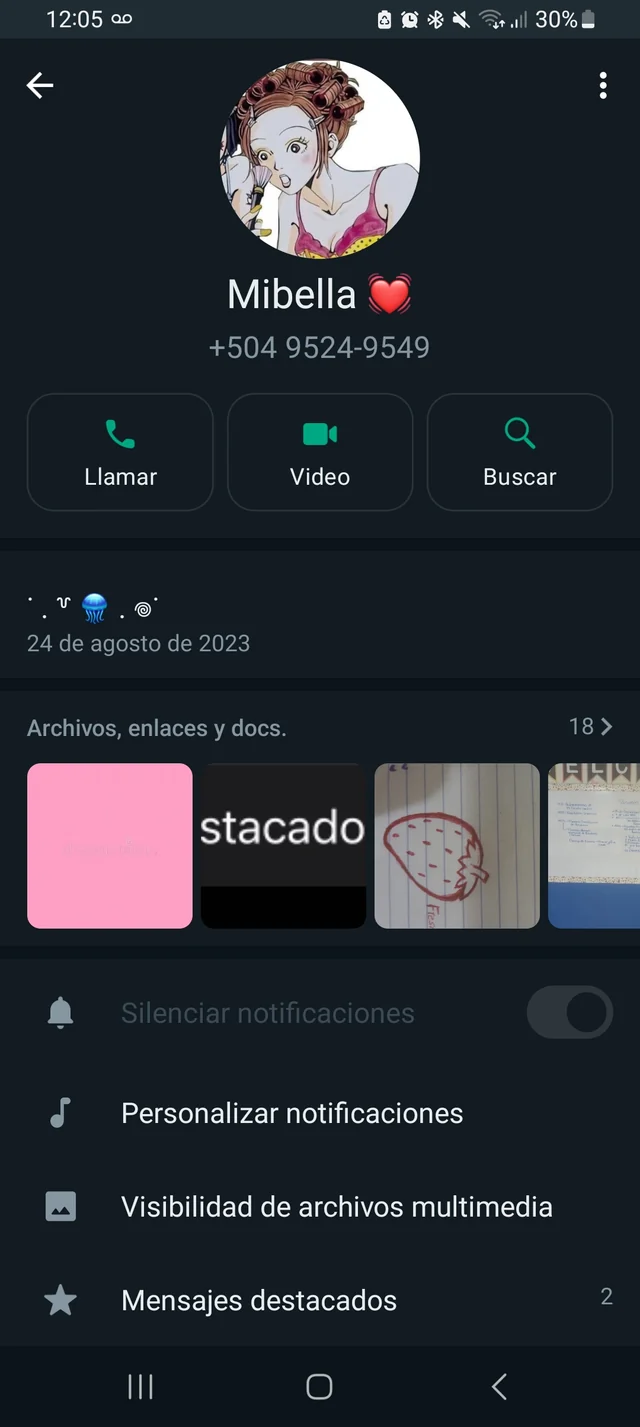 12:05
30%
Mibella 💓
+504 9524-9549
Llamar
Video
Buscar
24 de agosto de 2023
Archivos, enlaces y docs.
18
stacado
Silenciar notificaciones
Personalizar notificaciones
Visibilidad de archivos multimedia
Mensajes destacados
2